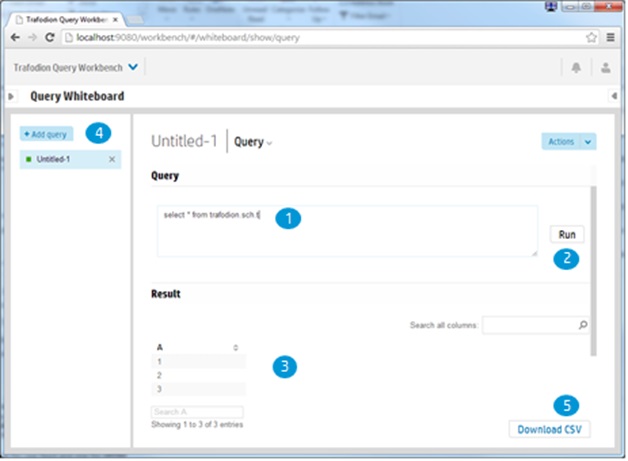 Trafodion Query Workben
localhost:9080/workbench/#/whiteboard/show/query
Trafodion Query Workbench
Query Whiteboard
+ Add query
4
Untitled-1
Untitled-1 Query
Actions
Query
select * from trafodion.sch.t
1
Run
2
Result
Search all columns:
A
1
2
3
3
Search A
Showing 1 to 3 of 3 entries
5
Download CSV